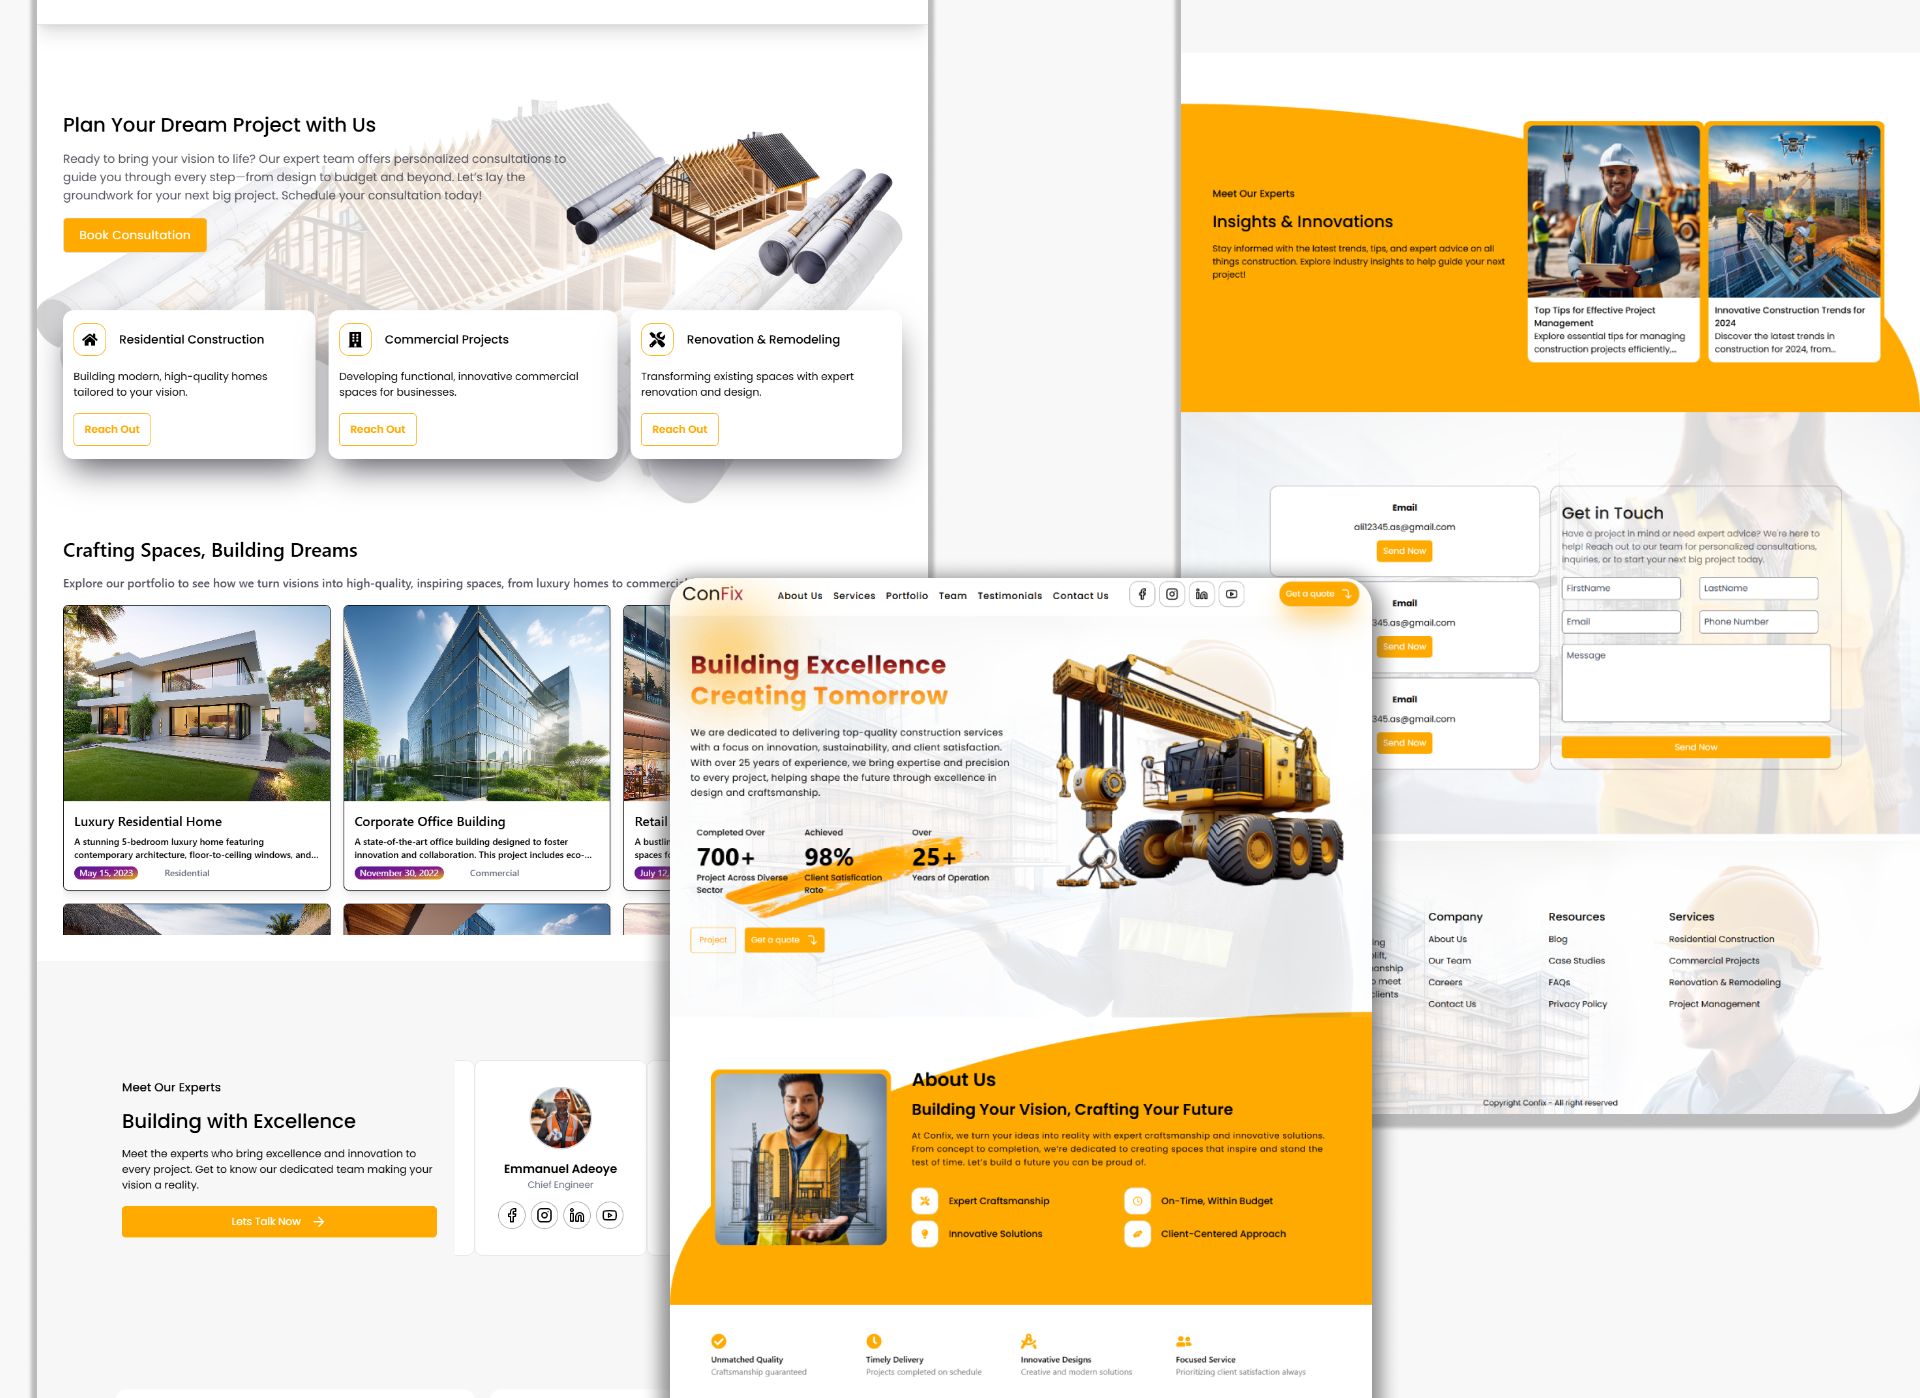 Plan Your Dream Project with Us
Ready to bring your vision to life? Our expert team offers personalized consultations to
guide you through every step—from design to budget and beyond. Let's lay the
groundwork for your next big project. Schedule your consultation today!
Book Consultation
Residential Construction
Building modern, high-quality homes
tailored to your vision.
Reach Out
Commercial Projects
Developing functional, innovative commercial
spaces for businesses.
Reach Out
Renovation & Remodeling
Transforming existing spaces with expert
renovation and design.
Reach Out
Crafting Spaces, Building Dreams
Explore our portfolio to see how we turn visions into high-quality, inspiring spaces, from luxury homes to commerci
Luxury Residential Home
A stunning 5-bedroom luxury home featuring
contemporary architecture, floor-to-ceiling windows, and...
May 15, 2023
Residential
Corporate Office Building
A state-of-the-art office building designed to foster
innovation and collaboration. This project includes eco-...
November 30, 2022
Commercial
Retail
A bustlin
spaces fo
July 12,
Meet Our Experts
Building with Excellence
Meet the experts who bring excellence and innovation to
every project. Get to know our dedicated team making your
vision a reality.
Lets Talk Now
Emmanuel Adeoye
Chief Engineer
ConFix
About Us
Services
Portfolio
Team
Testimonials
Contact Us
Get a quote
Building Excellence
Creating Tomorrow
We are dedicated to delivering top-quality construction services
with a focus on innovation, sustainability, and client satisfaction.
With over 25 years of experience, we bring expertise and precision
to every project, helping shape the future through excellence in
design and craftsmanship.
Completed Over
700+
Project Across Diverse
Sector
Achieved
98%
Client Satisfication
Rate
Over
25+
Years of Operation
Project
Get a quote
About Us
Building Your Vision, Crafting Your Future
At Confix, we turn your ideas into reality with expert craftsmanship and innovative solutions.
From concept to completion, we're dedicated to creating spaces that inspire and stand the
test of time. Let's build a future you can be proud of.
Expert Craftsmanship
On-Time, Within Budget
Innovative Solutions
Client-Centered Approach
Unmatched Quality
Craftsmanship guaranteed
Timely Delivery
Projects completed on schedule
Innovative Designs
Creative and modern solutions
Focused Service
Prioritizing client satisfaction always
Meet Our Experts
Insights & Innovations
Stay informed with the latest trends, tips, and expert advice on all
things construction. Explore industry insights to help guide your next
project!
Top Tips for Effective Project
Management
Explore essential tips for managing
construction projects efficiently,...
Innovative Construction Trends for
2024
Discover the latest trends in
construction for 2024, from...
Email
ali12345.as@gmail.com
Send Now
Email
345.as@gmail.com
Send Now
Email
345.as@gmail.com
Send Now
Get in Touch
Have a project in mind or need expert advice? We're here to
help! Reach out to our team for personalized consultations,
inquiries, or to start your next big project today.
FirstName
LastName
Email
Phone Number
Message
Send Now
ing
olift,
anship
o meet
clients
Company
About Us
Our Team
Careers
Contact Us
Resources
Blog
Case Studies
FAQs
Privacy Policy
Services
Residential Construction
Commercial Projects
Renovation & Remodeling
Project Management
Copyright Confix - All right reserved